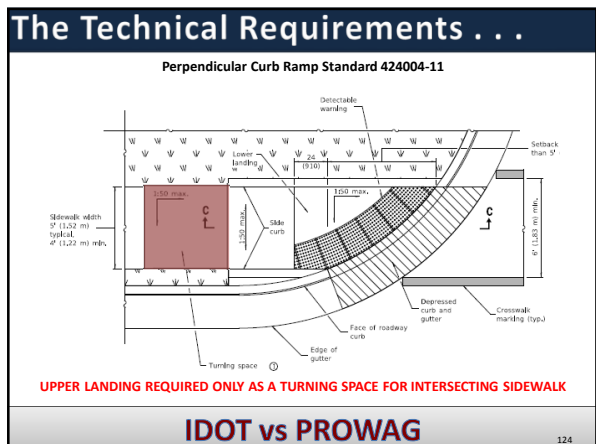 The Technical Requirements . . .
Perpendicular Curb Ramp Standard 424004-11
Detectable
warning
Setback
than 5'
Lower
landing
24
(910)
1:50 max.
1:50 max.
1:50 max.
Side
curb
C
C
Sidewalk width
5' (1.52 m)
typical,
4' (1.22 m) min.
6' (1.83 m) min.
Depressed
curb and
gutter
Crosswalk
marking (typ.)
Face of roadway
curb
Edge of
gutter
Turning space ①
UPPER LANDING REQUIRED ONLY AS A TURNING SPACE FOR INTERSECTING SIDEWALK
IDOT vs PROWAG
124